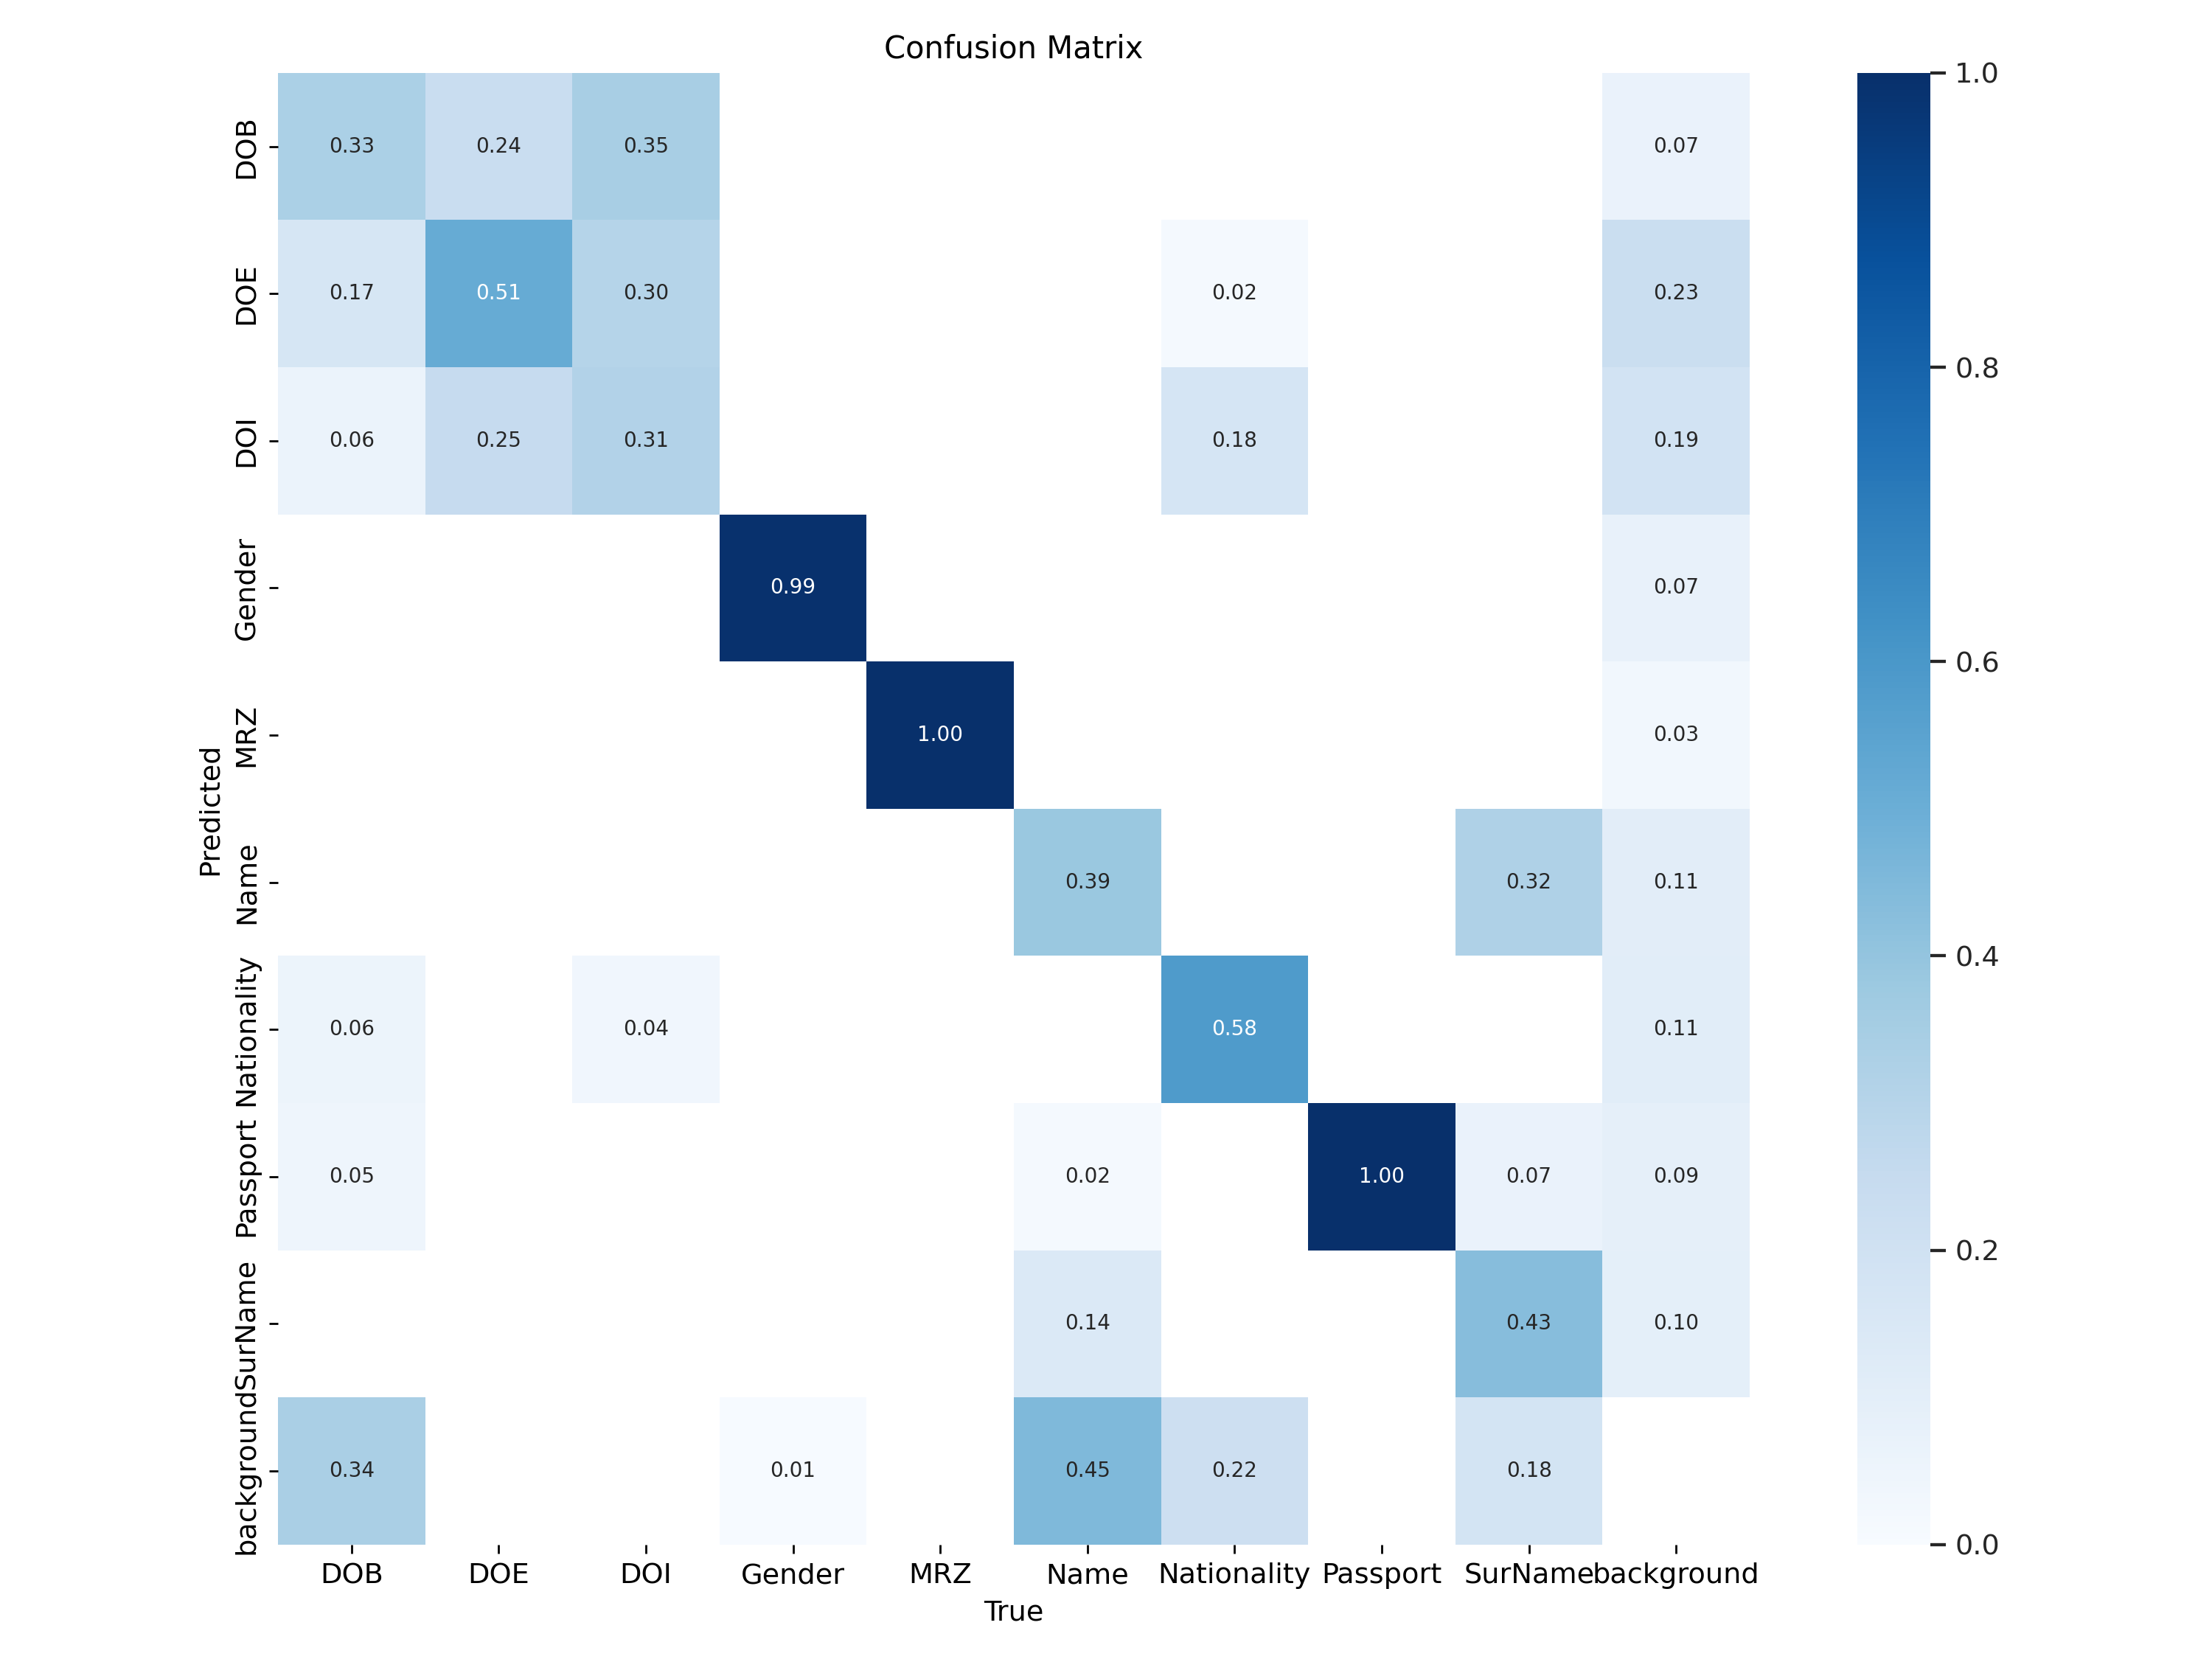 Confusion Matrix
DOB 0.33 0.24 0.35 0.07
DOE 0.17 0.51 0.30 0.02 0.23
DOI 0.06 0.25 0.31 0.18 0.19
Gender 0.99 0.07
MRZ 1.00 0.03
Name 0.39 0.32 0.11
Nationality 0.06 0.04 0.58 0.11
Passport 0.05 0.02 1.00 0.07 0.09
SurName 0.14 0.43 0.10
background 0.34 0.01 0.45 0.22 0.18
Predicted
DOB DOE DOI Gender MRZ Name Nationality Passport SurName background
True
1.0
0.8
0.6
0.4
0.2
0.0